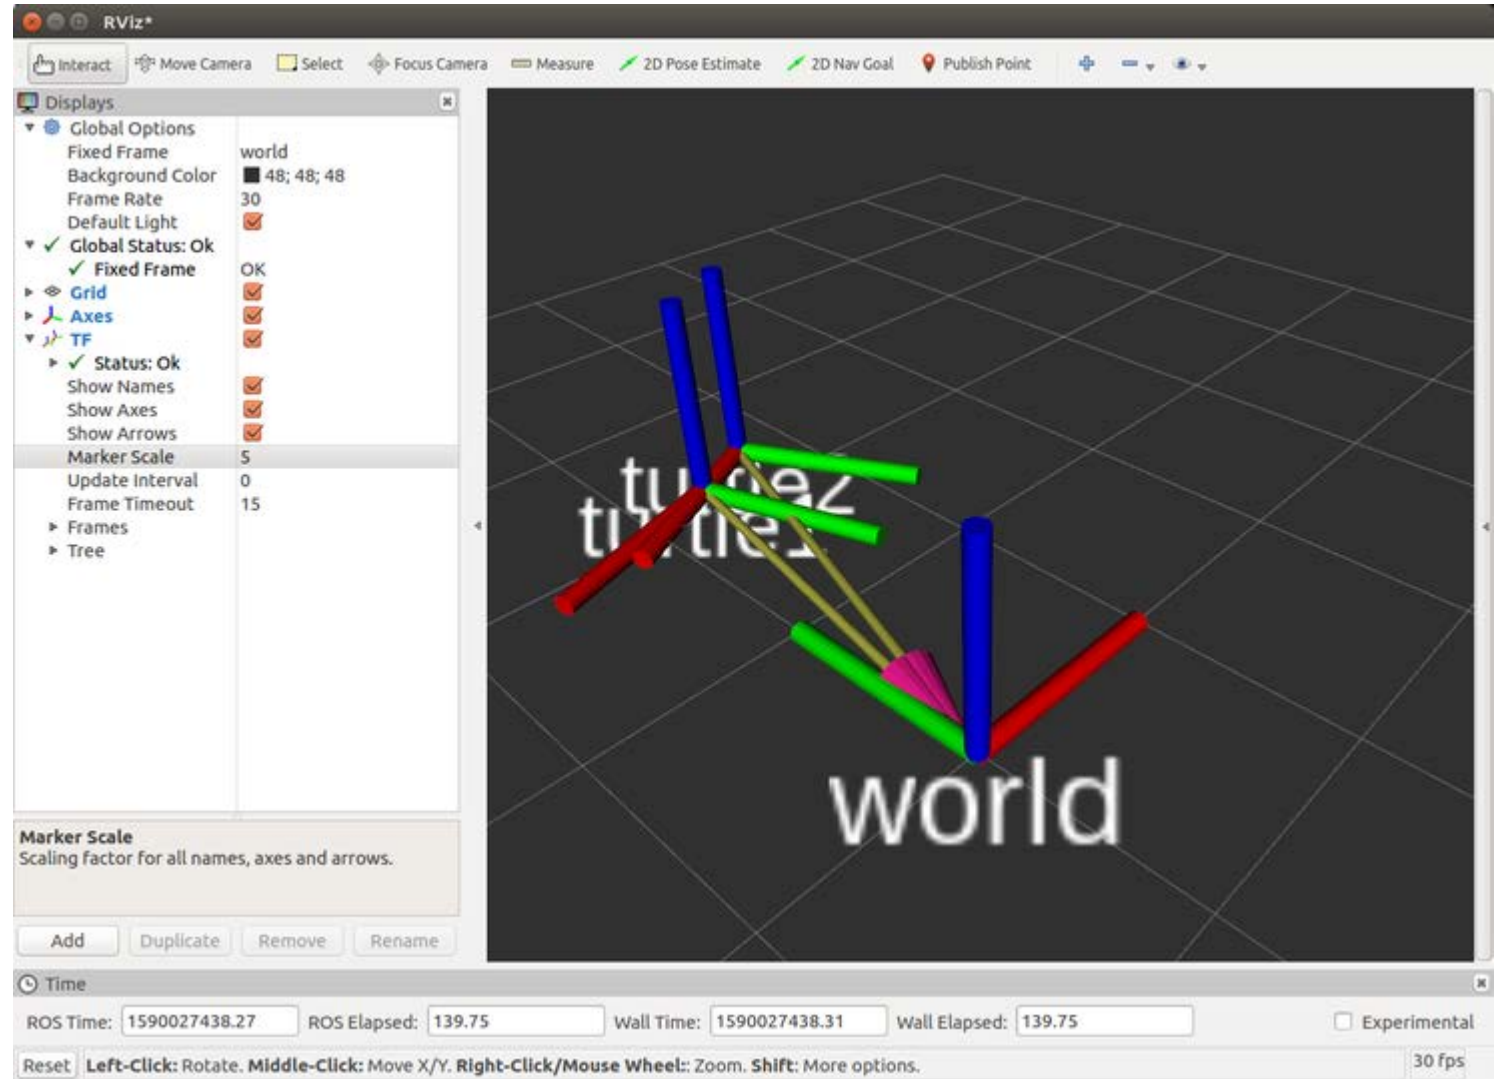 RViz*
Interact Move Camera Select Focus Camera Measure 2D Pose Estimate 2D Nav Goal Publish Point
Displays
Global Options
Fixed Frame world
Background Color 48; 48; 48
Frame Rate 30
Default Light
Global Status: Ok
Fixed Frame OK
Grid
Axes
TF
Status: Ok
Show Names
Show Axes
Show Arrows
Marker Scale 5
Update Interval 0
Frame Timeout 15
Frames
Tree
turtle2
turtle1
world
Marker Scale
Scaling factor for all names, axes and arrows.
Add Duplicate Remove Rename
Time
ROS Time: 1590027438.27 ROS Elapsed: 139.75 Wall Time: 1590027438.31 Wall Elapsed: 139.75 Experimental
Reset Left-Click: Rotate. Middle-Click: Move X/Y. Right-Click/Mouse Wheel:: Zoom. Shift: More options. 30 fps